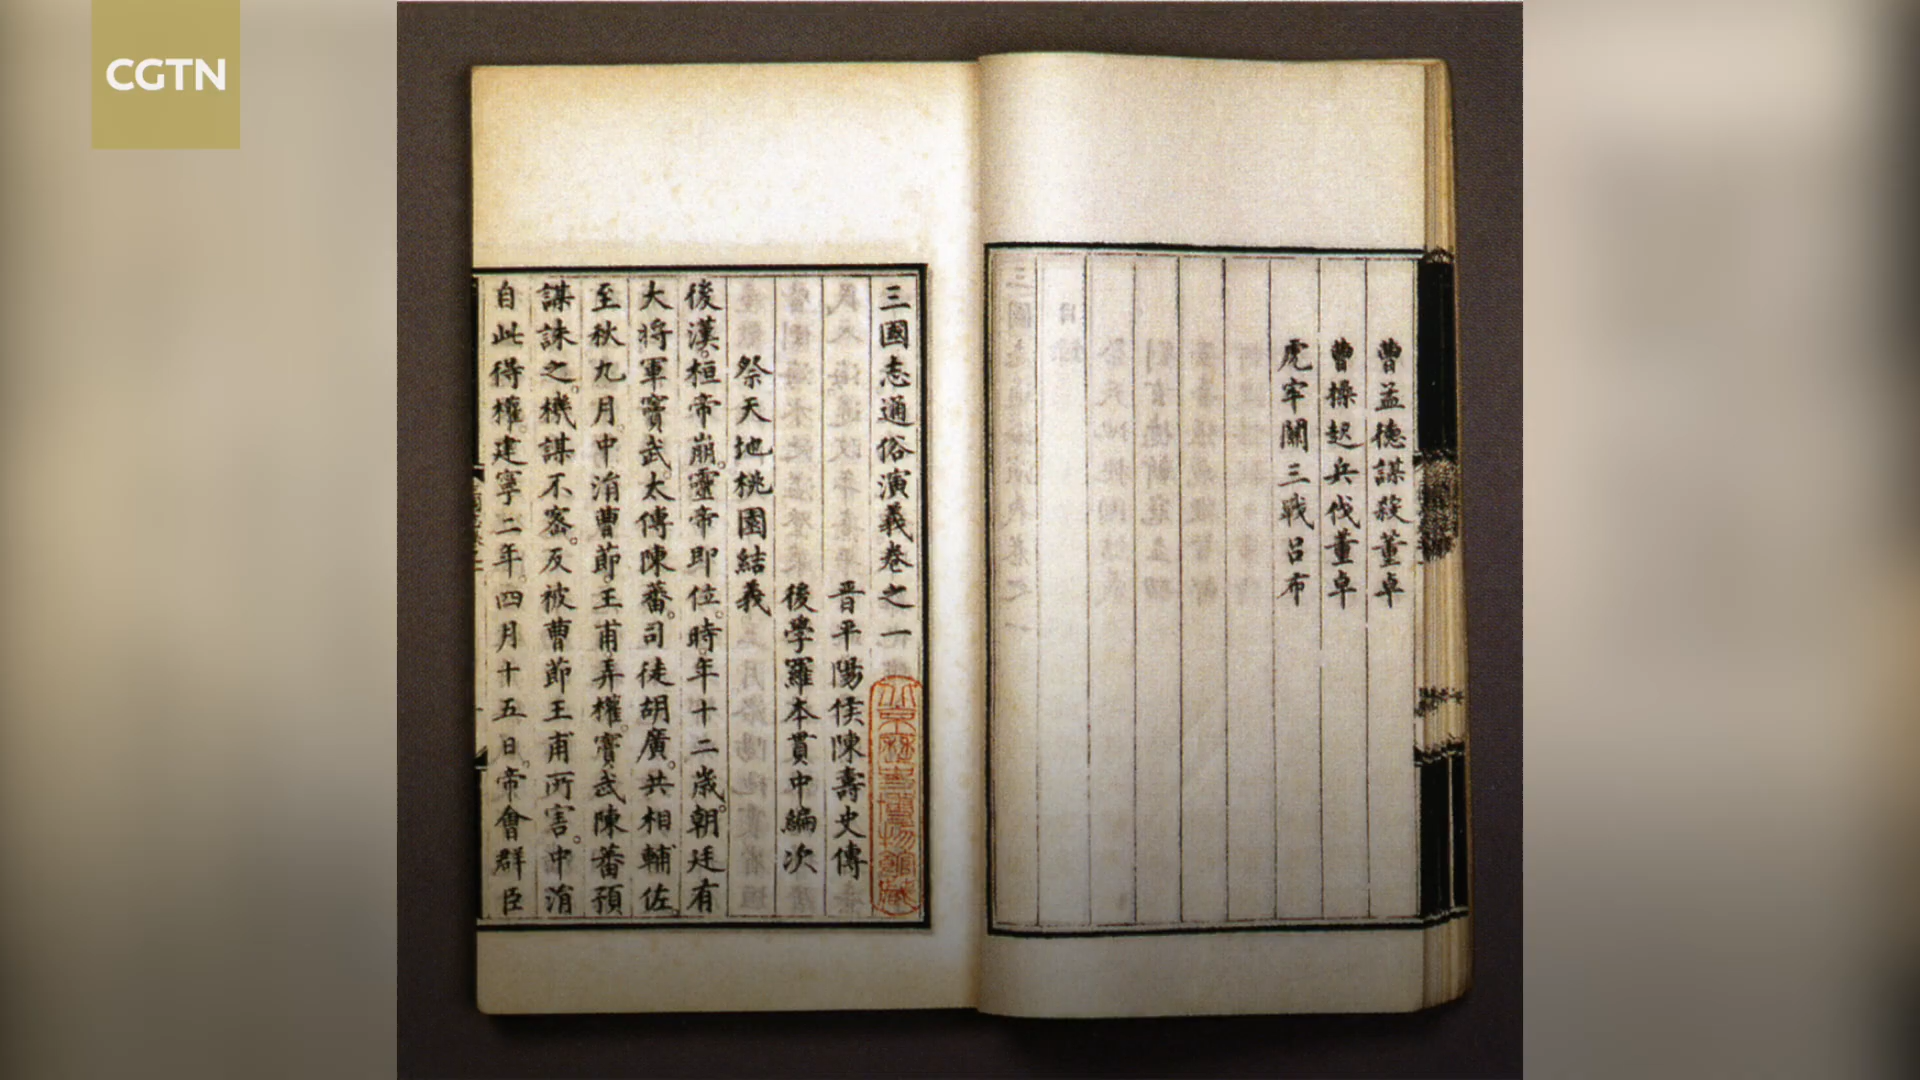 CGTN
曹孟德謀殺董卓
曹操起兵伐董卓
虎牢關三戰呂布
三國志通俗演義卷之一
晉平陽侯陳壽史傳
後學羅本貫中編次
祭天地桃園結義
後漢。桓帝崩。靈帝即位。時年十二歲。朝廷有
大將軍竇武。太傅陳蕃。司徒胡廣。共相輔佐。
至秋九月。中涓曹節。王甫弄權。竇武陳蕃預
謀誅之。機謀不密。反被曹節王甫所害。中涓
自此得權。建寧二年。四月十五日。帝會群臣